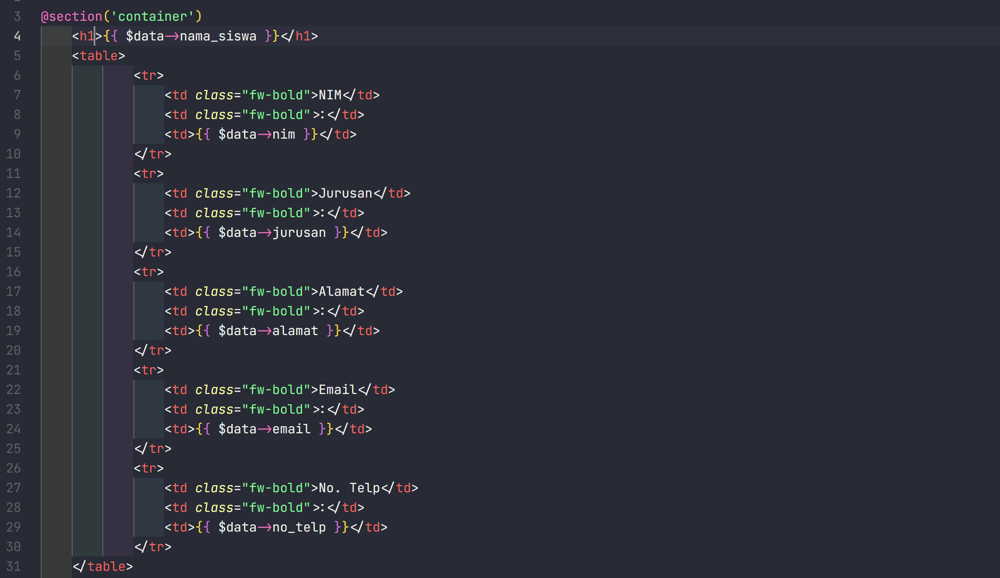 3 @section('container')
4 <h1>{{ $data->nama_siswa }}</h1>
5 <table>
6 <tr>
7 <td class="fw-bold">NIM</td>
8 <td class="fw-bold">:</td>
9 <td>{{ $data->nim }}</td>
10 </tr>
11 <tr>
12 <td class="fw-bold">Jurusan</td>
13 <td class="fw-bold">:</td>
14 <td>{{ $data->jurusan }}</td>
15 </tr>
16 <tr>
17 <td class="fw-bold">Alamat</td>
18 <td class="fw-bold">:</td>
19 <td>{{ $data->alamat }}</td>
20 </tr>
21 <tr>
22 <td class="fw-bold">Email</td>
23 <td class="fw-bold">:</td>
24 <td>{{ $data->email }}</td>
25 </tr>
26 <tr>
27 <td class="fw-bold">No. Telp</td>
28 <td class="fw-bold">:</td>
29 <td>{{ $data->no_telp }}</td>
30 </tr>
31 </table>